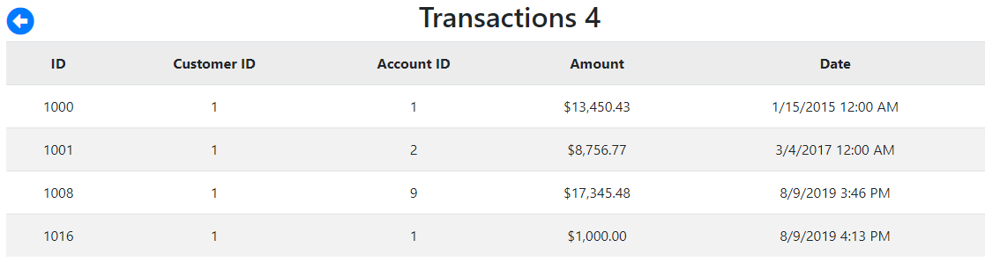 Transactions 4
ID Customer ID Account ID Amount Date
1000 1 1 $13,450.43 1/15/2015 12:00 AM
1001 1 2 $8,756.77 3/4/2017 12:00 AM
1008 1 9 $17,345.48 8/9/2019 3:46 PM
1016 1 1 $1,000.00 8/9/2019 4:13 PM